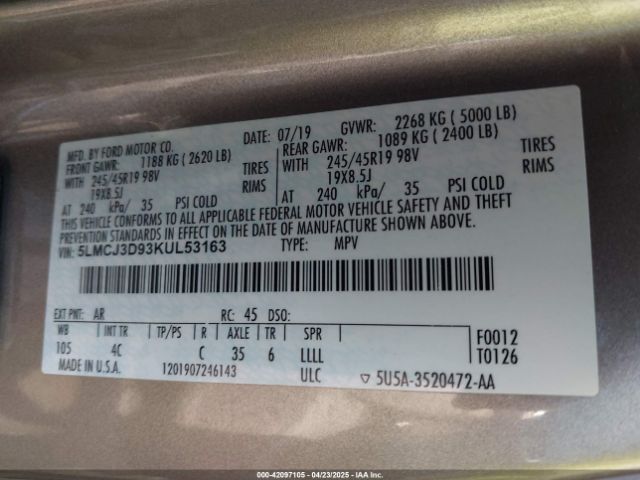 MFD. BY FORD MOTOR CO.
DATE: 07/19 GVWR: 2268 KG ( 5000 LB)
FRONT GAWR: 1188 KG ( 2620 LB) REAR GAWR: 1089 KG ( 2400 LB)
WITH 245/45R19 98V TIRES WITH 245/45R19 98V TIRES
19X8.5J RIMS 19X8.5J RIMS
AT 240 kPa/ 35 PSI COLD AT 240 kPa/ 35 PSI COLD
THIS VEHICLE CONFORMS TO ALL APPLICABLE FEDERAL MOTOR VEHICLE SAFETY AND THEFT
PREVENTION STANDARDS IN EFFECT ON THE DATE OF MANUFACTURE SHOWN ABOVE.
VIN: 5LMCJ3D93KUL53163 TYPE: MPV
EXT PNT: AR RC: 45 DSO:
WB INT TR TP/PS R AXLE TR SPR
105 4C C 35 6 LLLL
F0012
T0126
MADE IN U.S.A. 1201907246143 ULC
▽ 5U5A-3520472-AA
000-42097105 - 04/23/2025 - IAA Inc.